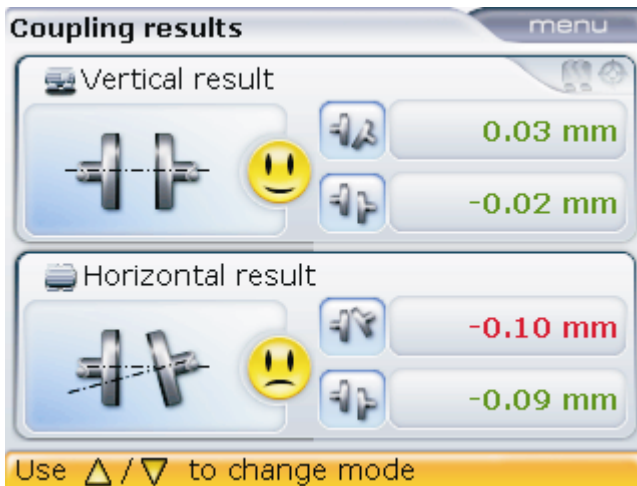 Coupling results
menu
Vertical result
0.03 mm
-0.02 mm
Horizontal result
-0.10 mm
-0.09 mm
Use △/▽ to change mode